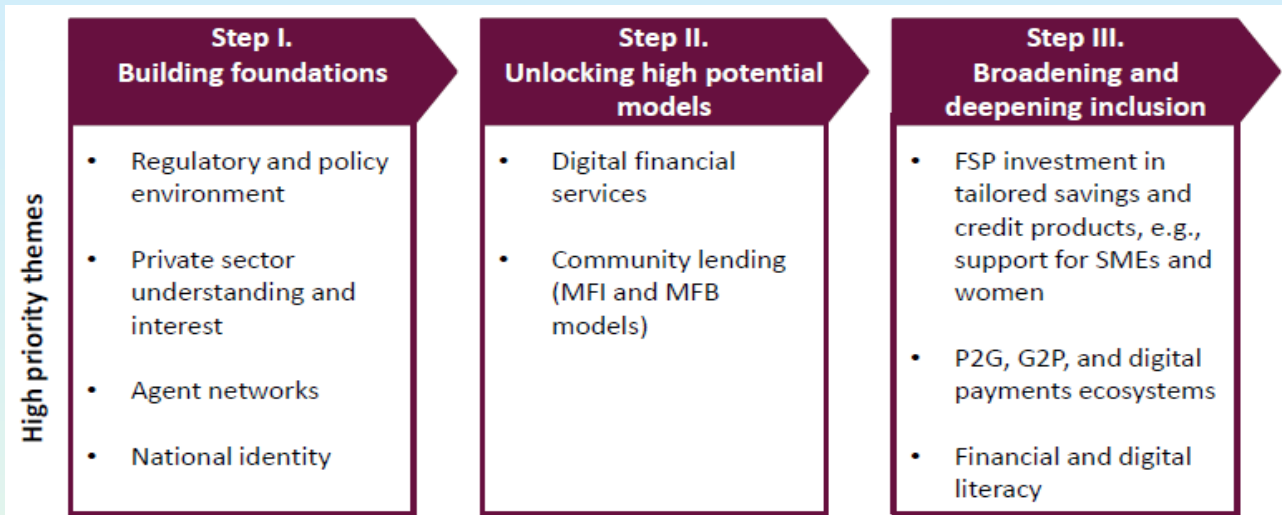 High priority themes
Step I.
Building foundations
• Regulatory and policy
environment
• Private sector
understanding and
interest
• Agent networks
• National identity
Step II.
Unlocking high potential
models
• Digital financial
services
• Community lending
(MFI and MFB
models)
Step III.
Broadening and
deepening inclusion
• FSP investment in
tailored savings and
credit products, e.g.,
support for SMEs and
women
• P2G, G2P, and digital
payments ecosystems
• Financial and digital
literacy